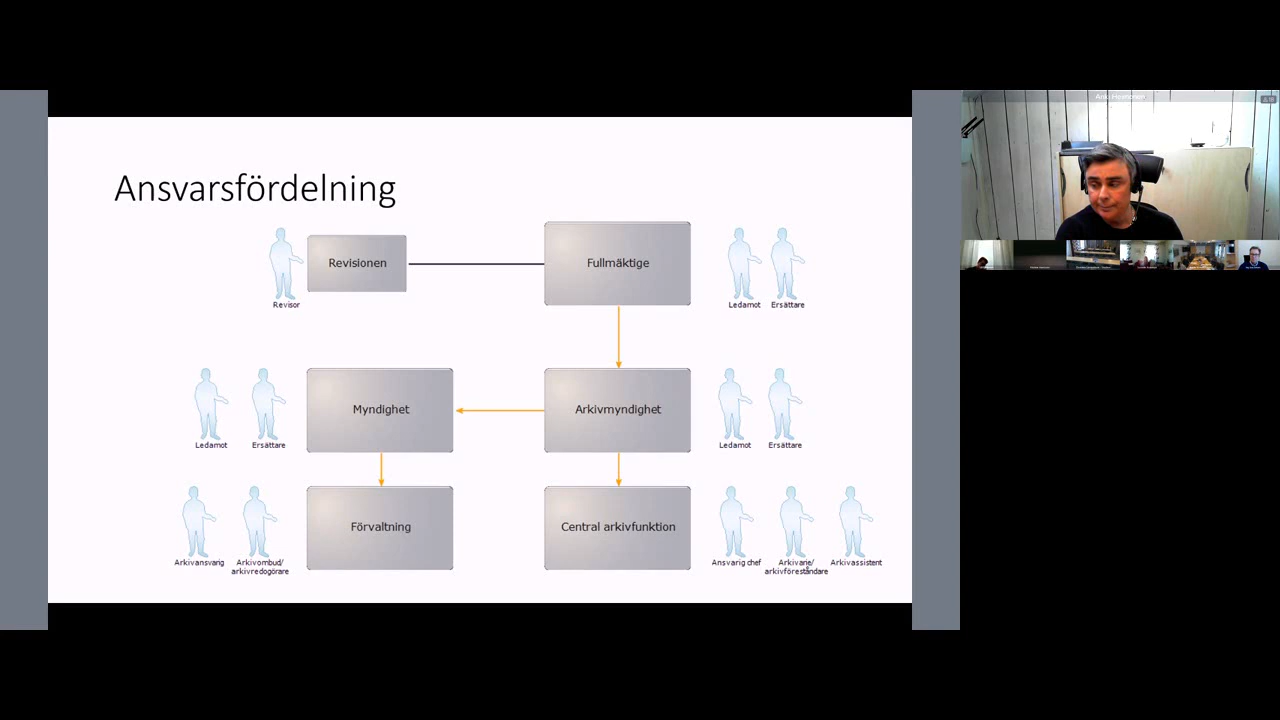 Ansvarsfördelning
Revisionen
Fullmäktige
Revisor
Ledamot
Ersättare
Myndighet
Arkivmyndighet
Ledamot
Ersättare
Ledamot
Ersättare
Förvaltning
Central arkivfunktion
Arkivansvarig
Arkivombud/
arkivredogörare
Ansvarig chef
Arkivarie/
arkivföreståndare
Arkivassistent